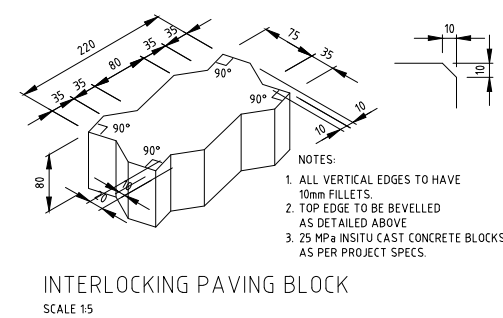 220
35
35
80
35
35
75
35
10
10
90°
90°
90°
90°
10
10
80
10
NOTES:
1. ALL VERTICAL EDGES TO HAVE
10mm FILLETS.
2. TOP EDGE TO BE BEVELLED
AS DETAILED ABOVE
3. 25 MPa INSITU CAST CONCRETE BLOCKS
AS PER PROJECT SPECS.
INTERLOCKING PAVING BLOCK
SCALE 1:5